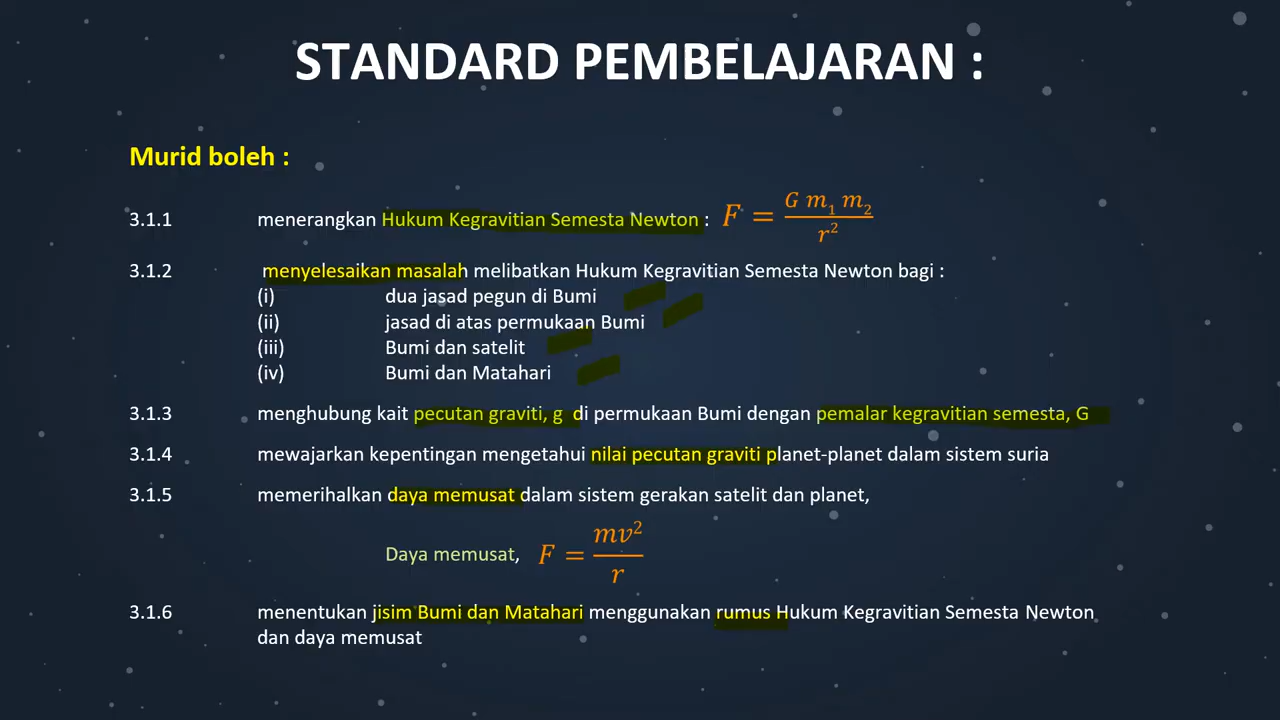 STANDARD PEMBELAJARAN :
Murid boleh :
3.1.1 menerangkan Hukum Kegravitian Semesta Newton : F = G m₁ m₂ / r²
3.1.2 menyelesaikan masalah melibatkan Hukum Kegravitian Semesta Newton bagi :
(i) dua jasad pegun di Bumi
(ii) jasad di atas permukaan Bumi
(iii) Bumi dan satelit
(iv) Bumi dan Matahari
3.1.3 menghubung kait pecutan graviti, g di permukaan Bumi dengan pemalar kegravitian semesta, G
3.1.4 mewajarkan kepentingan mengetahui nilai pecutan graviti planet-planet dalam sistem suria
3.1.5 memerihalkan daya memusat dalam sistem gerakan satelit dan planet,
Daya memusat, F = mv² / r
3.1.6 menentukan jisim Bumi dan Matahari menggunakan rumus Hukum Kegravitian Semesta Newton
dan daya memusat